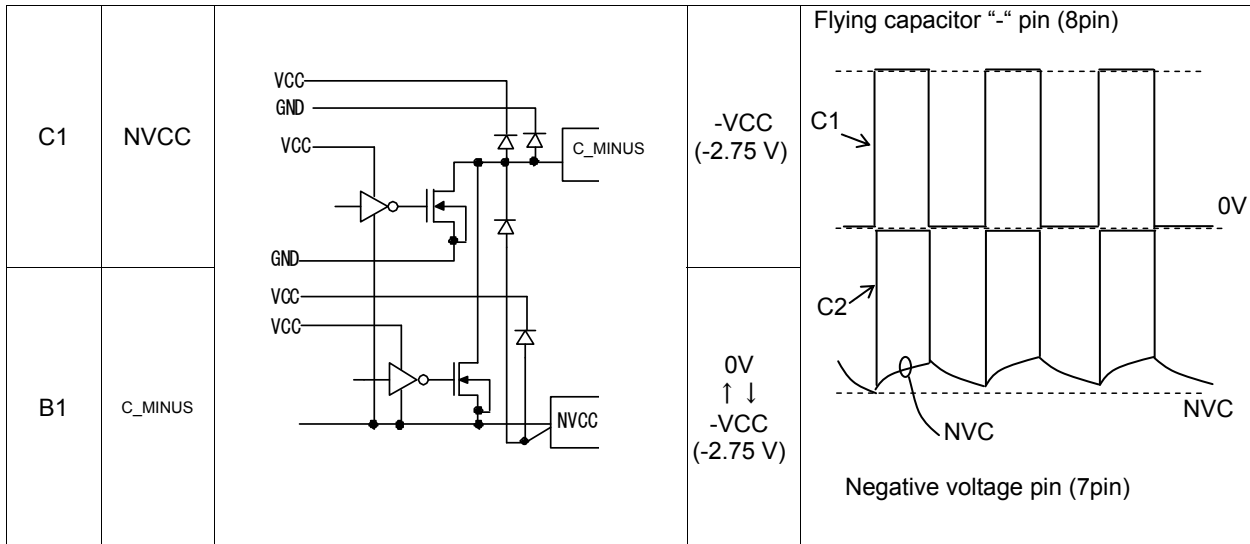 C1
NVCC
VCC
GND
VCC
C_MINUS
GND
-VCC
(-2.75 V)
B1
C_MINUS
VCC
VCC
NVCC
0V
↑ ↓
-VCC
(-2.75 V)
Flying capacitor “-“ pin (8pin)
C1
0V
C2
NVC
NVC
Negative voltage pin (7pin)